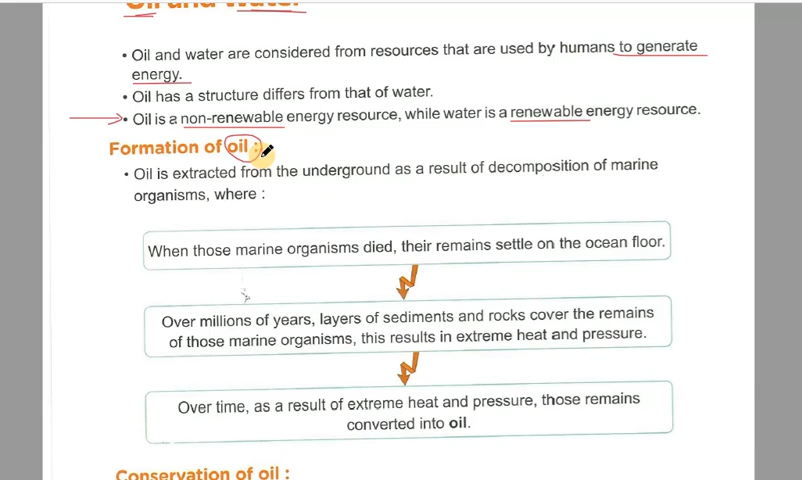 Oil and Water
• Oil and water are considered from resources that are used by humans to generate
energy.
• Oil has a structure differs from that of water.
• Oil is a non-renewable energy resource, while water is a renewable energy resource.
Formation of oil :
• Oil is extracted from the underground as a result of decomposition of marine
organisms, where :
When those marine organisms died, their remains settle on the ocean floor.
Over millions of years, layers of sediments and rocks cover the remains
of those marine organisms, this results in extreme heat and pressure.
Over time, as a result of extreme heat and pressure, those remains
converted into oil.
Conservation of oil :